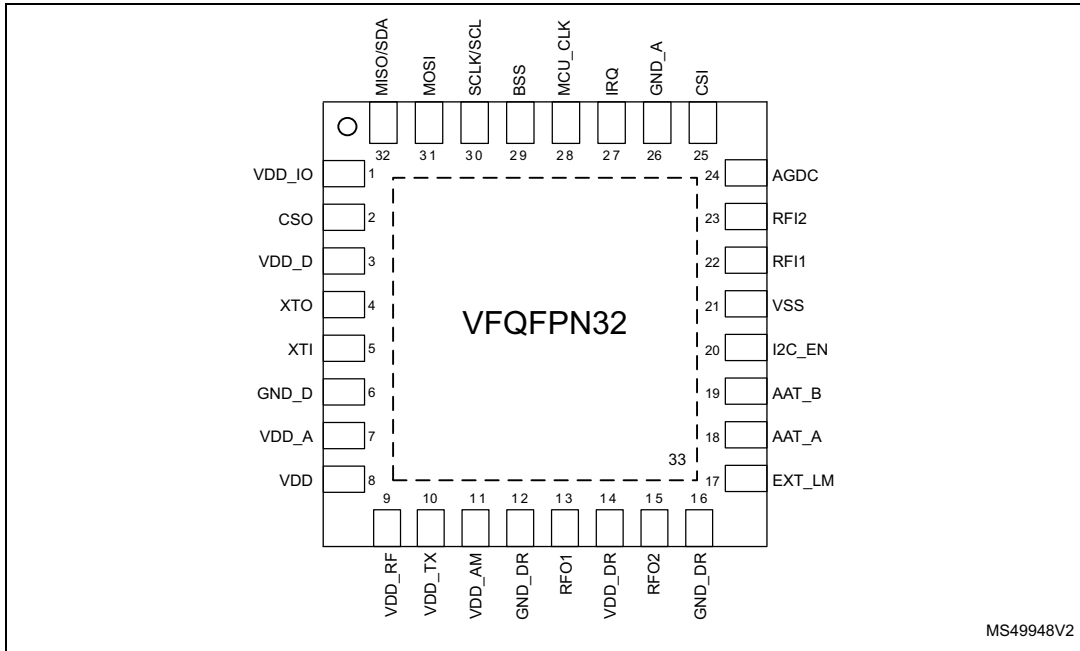 MISO/SDA
MOSI
SCLK/SCL
BSS
MCU_CLK
IRQ
GND_A
CSI
32
31
30
29
28
27
26
25
VDD_IO 1
CSO 2
VDD_D 3
XTO 4
XTI 5
GND_D 6
VDD_A 7
VDD 8
VFQFPN32
33
24 AGDC
23 RFI2
22 RFI1
21 VSS
20 I2C_EN
19 AAT_B
18 AAT_A
17 EXT_LM
9
10
11
12
13
14
15
16
VDD_RF
VDD_TX
VDD_AM
GND_DR
RFO1
VDD_DR
RFO2
GND_DR
MS49948V2